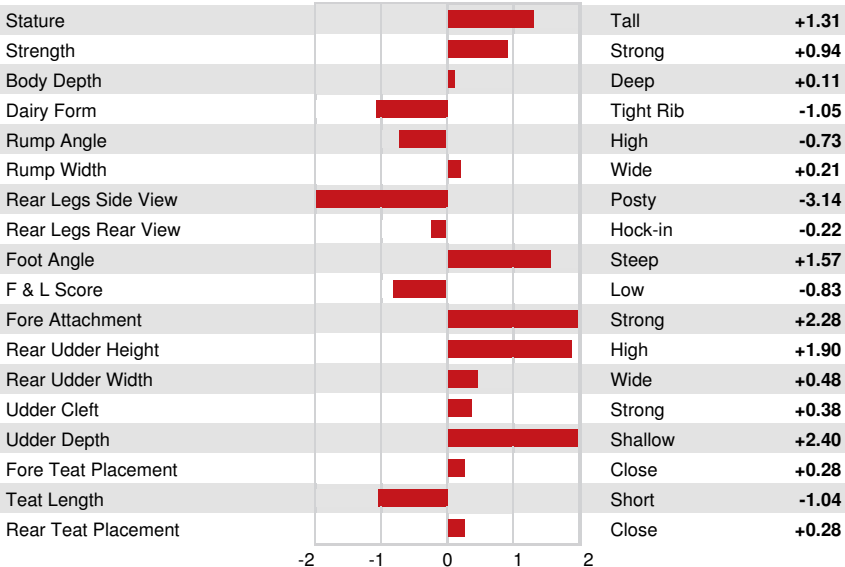 Stature Tall +1.31
Strength Strong +0.94
Body Depth Deep +0.11
Dairy Form Tight Rib -1.05
Rump Angle High -0.73
Rump Width Wide +0.21
Rear Legs Side View Posty -3.14
Rear Legs Rear View Hock-in -0.22
Foot Angle Steep +1.57
F & L Score Low -0.83
Fore Attachment Strong +2.28
Rear Udder Height High +1.90
Rear Udder Width Wide +0.48
Udder Cleft Strong +0.38
Udder Depth Shallow +2.40
Fore Teat Placement Close +0.28
Teat Length Short -1.04
Rear Teat Placement Close +0.28
-2 -1 0 1 2